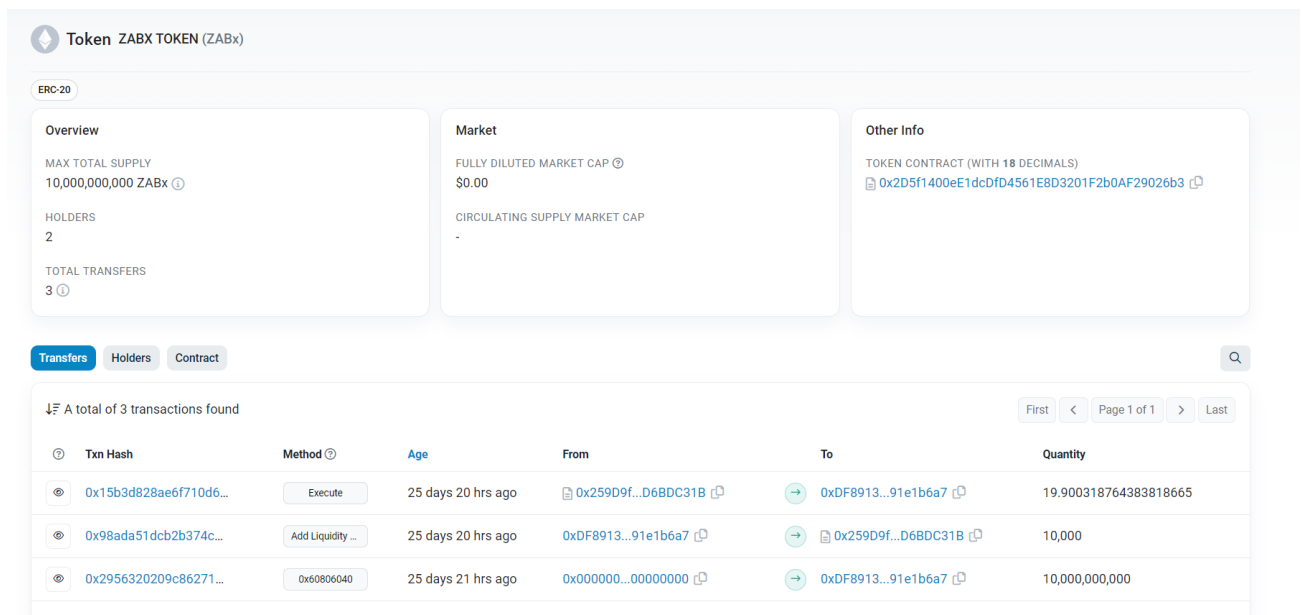 Token ZABX TOKEN (ZABx)
ERC-20
Overview
MAX TOTAL SUPPLY
10,000,000,000 ZABx
HOLDERS
2
TOTAL TRANSFERS
3
Market
FULLY DILUTED MARKET CAP
$0.00
CIRCULATING SUPPLY MARKET CAP
-
Other Info
TOKEN CONTRACT (WITH 18 DECIMALS)
0x2D5f1400eE1dcDfD4561E8D3201F2b0AF29026b3
Transfers Holders Contract
A total of 3 transactions found
First Page 1 of 1 Last
Txn Hash Method Age From To Quantity
0x15b3d828ae6f710d6... Execute 25 days 20 hrs ago 0x259D9f...D6BDC31B 0xDF8913...91e1b6a7 19.900318764383818665
0x98ada51dcb2b374c... Add Liquidity ... 25 days 20 hrs ago 0xDF8913...91e1b6a7 0x259D9f...D6BDC31B 10,000
0x2956320209c86271... 0x60806040 25 days 21 hrs ago 0x000000...00000000 0xDF8913...91e1b6a7 10,000,000,000